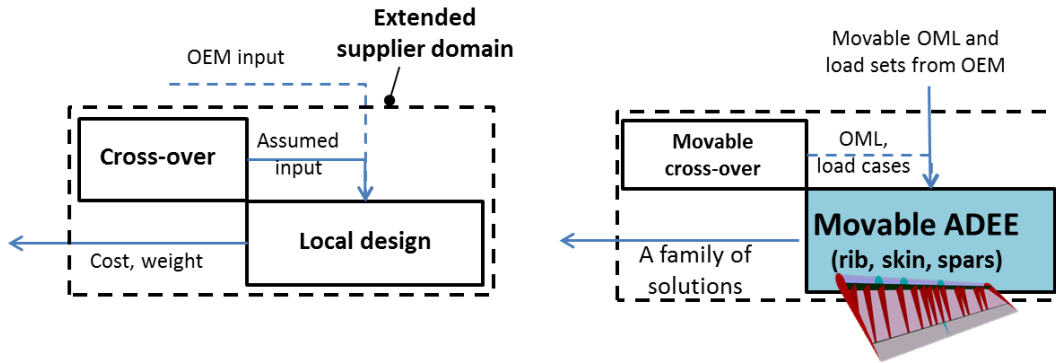 Extended
supplier domain
OEM input
Cross-over
Assumed
input
Local design
Cost, weight
Movable OML and
load sets from OEM
Movable
cross-over
OML,
load cases
Movable ADEE
(rib, skin, spars)
A family of
solutions